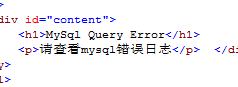 >
div id="content">
<h1>MySql Query Error</h1>
<p>请查看mysql错误日志</p> </di
y>
l>